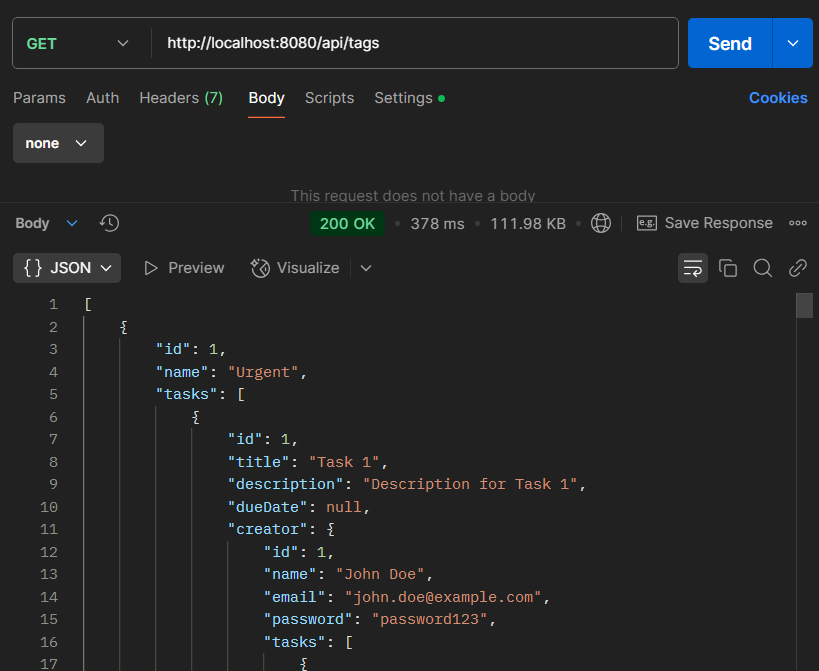 GET http://localhost:8080/api/tags Send
Params Auth Headers (7) Body Scripts Settings Cookies
none
This request does not have a body
Body 200 OK • 378 ms • 111.98 KB • e.g. Save Response
{} JSON Preview Visualize
1 [
2 {
3 "id": 1,
4 "name": "Urgent",
5 "tasks": [
6 {
7 "id": 1,
8 "title": "Task 1",
9 "description": "Description for Task 1",
10 "dueDate": null,
11 "creator": {
12 "id": 1,
13 "name": "John Doe",
14 "email": "john.doe@example.com",
15 "password": "password123",
16 "tasks": [
17 {